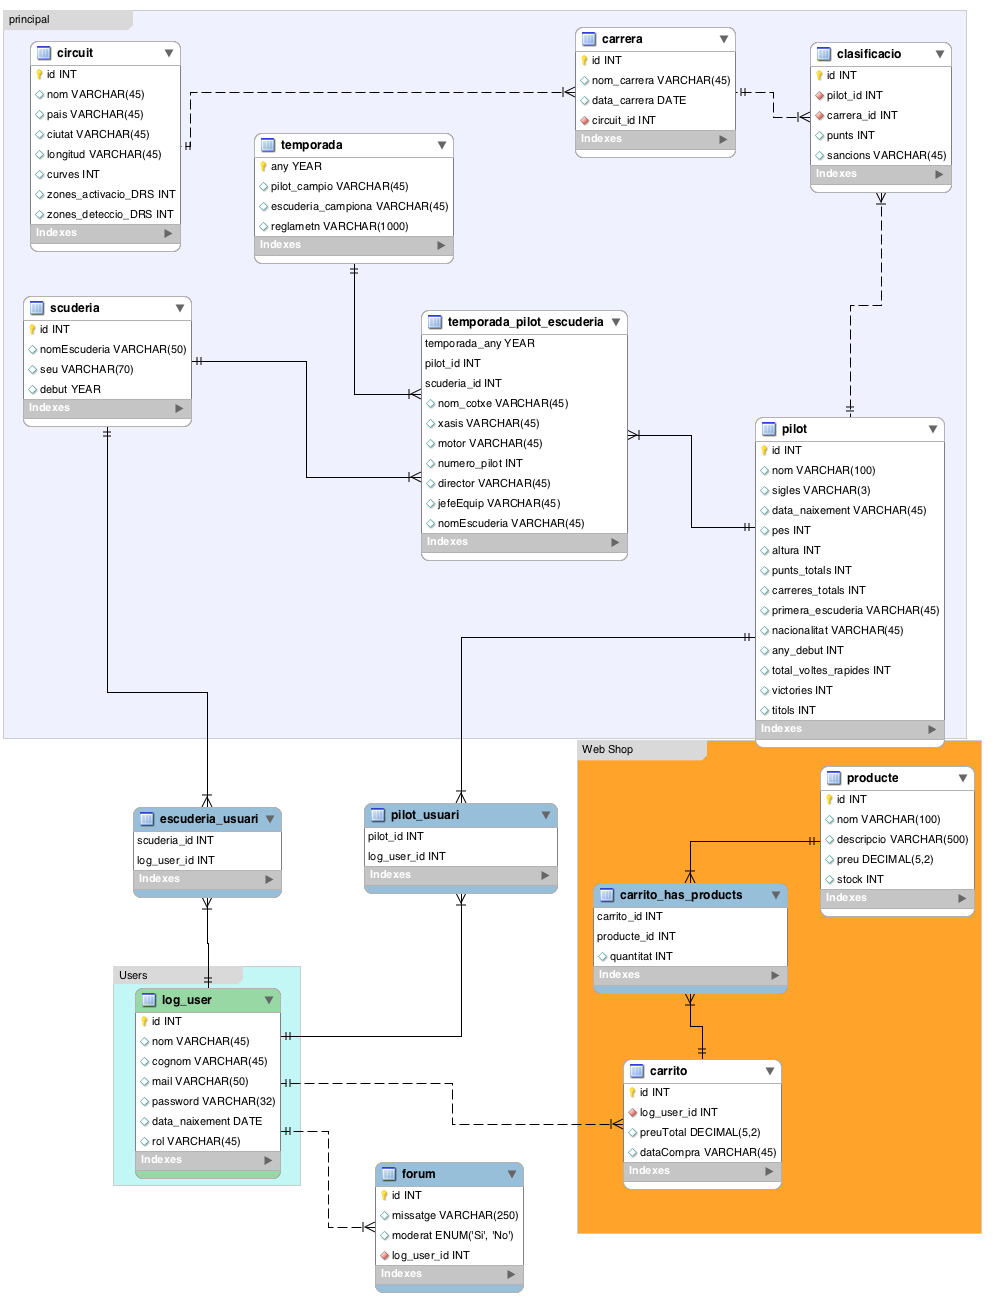 principal
circuit
id INT
nom VARCHAR(45)
pais VARCHAR(45)
ciutat VARCHAR(45)
longitud VARCHAR(45)
curves INT
zones_activacio_DRS INT
zones_deteccio_DRS INT
Indexes
carrera
id INT
nom_carrera VARCHAR(45)
data_carrera DATE
circuit_id INT
Indexes
clasificacio
id INT
pilot_id INT
carrera_id INT
punts INT
sancions VARCHAR(45)
Indexes
temporada
any YEAR
pilot_campio VARCHAR(45)
escuderia_campiona VARCHAR(45)
reglametn VARCHAR(1000)
Indexes
scuderia
id INT
nomEscuderia VARCHAR(50)
seu VARCHAR(70)
debut YEAR
Indexes
temporada_pilot_escuderia
temporada_any YEAR
pilot_id INT
scuderia_id INT
nom_cotxe VARCHAR(45)
xasis VARCHAR(45)
motor VARCHAR(45)
numero_pilot INT
director VARCHAR(45)
jefeEquip VARCHAR(45)
nomEscuderia VARCHAR(45)
Indexes
pilot
id INT
nom VARCHAR(100)
sigles VARCHAR(3)
data_naixement VARCHAR(45)
pes INT
altura INT
punts_totals INT
carreres_totals INT
primera_escuderia VARCHAR(45)
nacionalitat VARCHAR(45)
any_debut INT
total_voltes_rapides INT
victories INT
titols INT
Indexes
Web Shop
producte
id INT
nom VARCHAR(100)
descripcio VARCHAR(500)
preu DECIMAL(5,2)
stock INT
Indexes
escuderia_usuari
scuderia_id INT
log_user_id INT
Indexes
pilot_usuari
pilot_id INT
log_user_id INT
Indexes
carrito_has_products
carrito_id INT
producte_id INT
quantitat INT
Indexes
Users
log_user
id INT
nom VARCHAR(45)
cognom VARCHAR(45)
mail VARCHAR(50)
password VARCHAR(32)
data_naixement DATE
rol VARCHAR(45)
Indexes
carrito
id INT
log_user_id INT
preuTotal DECIMAL(5,2)
dataCompra VARCHAR(45)
Indexes
forum
id INT
missatge VARCHAR(250)
moderat ENUM('Si', 'No')
log_user_id INT
Indexes